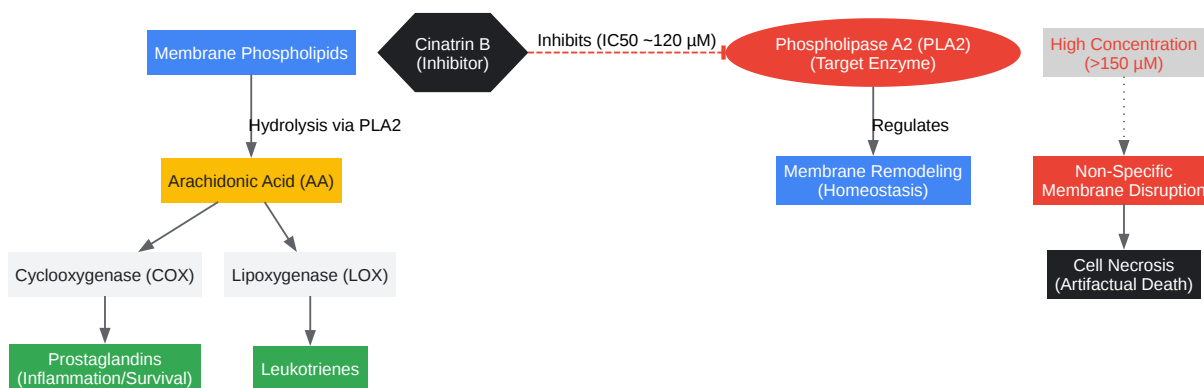 Membrane Phospholipids
Cinatrin B
(Inhibitor)
Inhibits (IC50 ~120 µM)
Phospholipase A2 (PLA2)
(Target Enzyme)
High Concentration
(>150 µM)
Hydrolysis via PLA2
Regulates
Arachidonic Acid (AA)
Membrane Remodeling
(Homeostasis)
Non-Specific
Membrane Disruption
Cyclooxygenase (COX)
Lipoxygenase (LOX)
Cell Necrosis
(Artifactual Death)
Prostaglandins
(Inflammation/Survival)
Leukotrienes